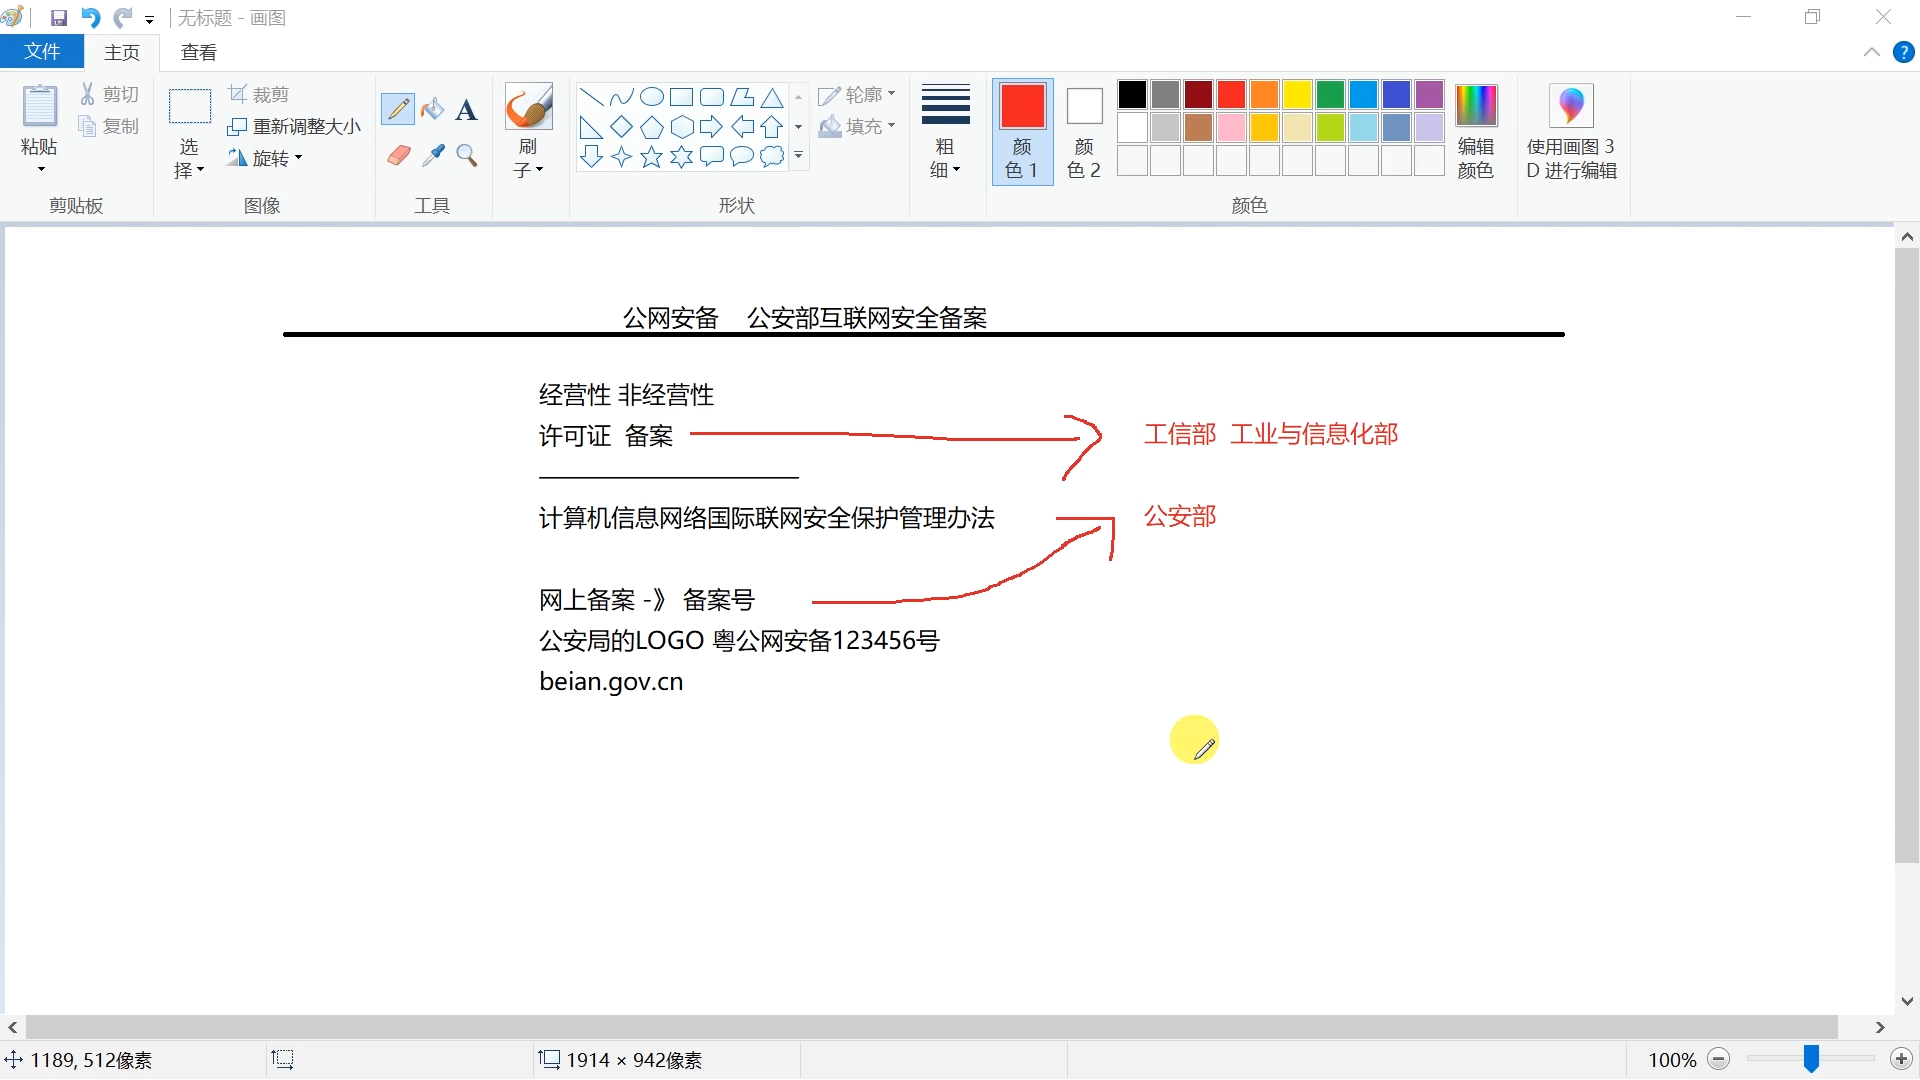 无标题 - 画图
文件 主页 查看
粘贴 剪切 复制
剪贴板
选择 裁剪 重新调整大小 旋转
图像
A
工具
刷子
形状
轮廓 填充
粗细
颜色 1
颜色 2
编辑颜色
颜色
使用画图 3D 进行编辑
公网安备 公安部互联网安全备案
经营性 非经营性
许可证 备案
工信部 工业与信息化部
计算机信息网络国际联网安全保护管理办法
公安部
网上备案 -》 备案号
公安局的LOGO 粤公网安备123456号
beian.gov.cn
1189, 512像素
1914 × 942像素
100%